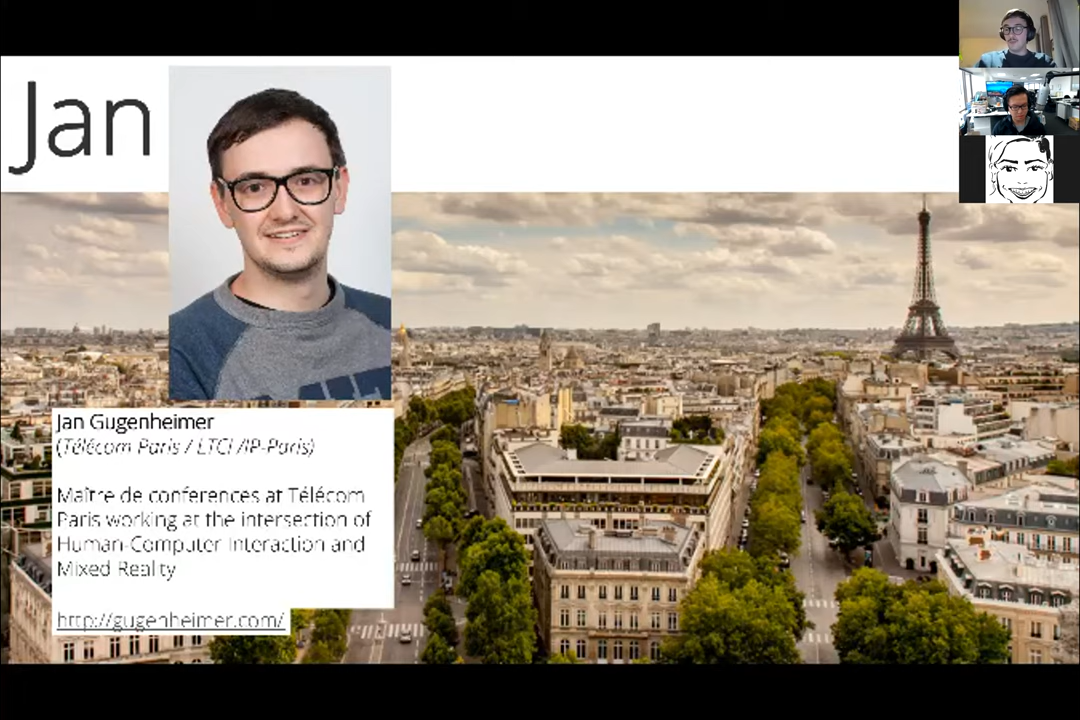 Jan
Jan Gugenheimer
(Télécom Paris / LTCI /IP-Paris)
Maître de conferences at Télécom
Paris working at the intersection of
Human-Computer Interaction and
Mixed Reality
http://gugenheimer.com/